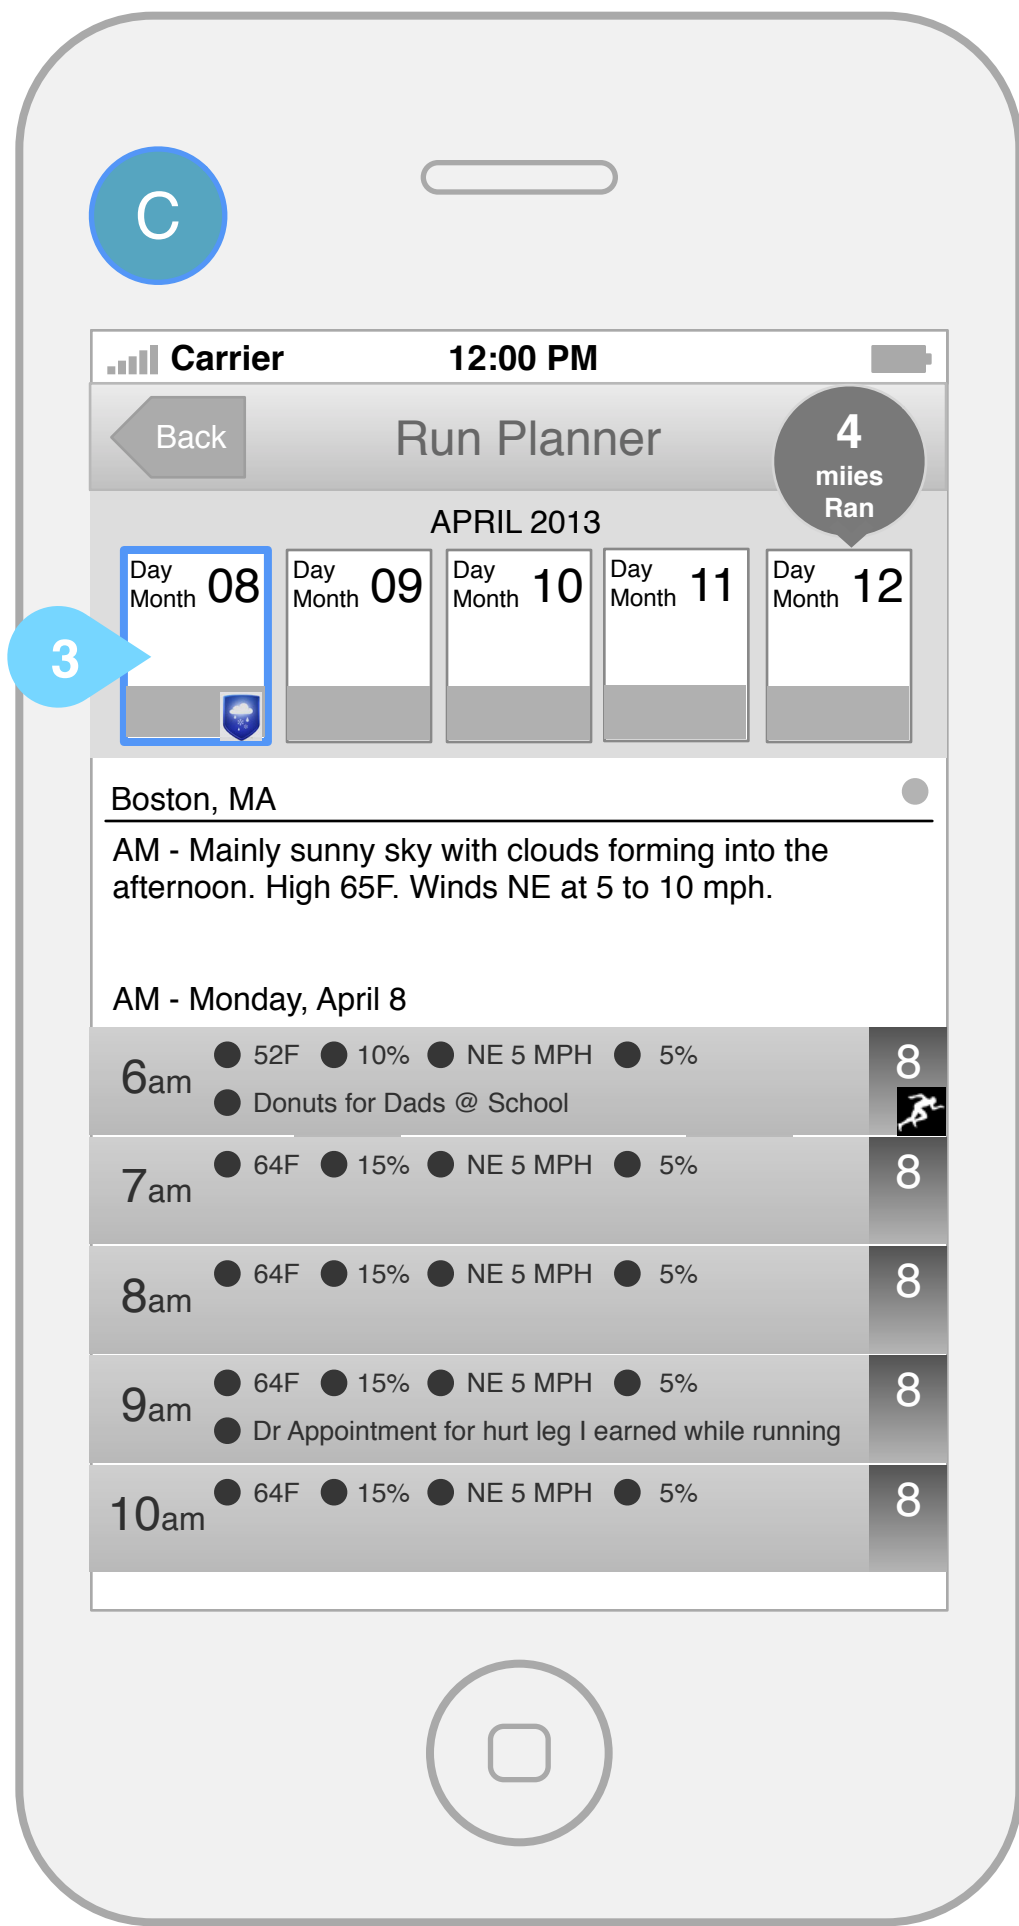 C
Carrier 12:00 PM
Back Run Planner
4
miies
Ran
APRIL 2013
Day Month 08
Day Month 09
Day Month 10
Day Month 11
Day Month 12
3
Boston, MA
AM - Mainly sunny sky with clouds forming into the
afternoon. High 65F. Winds NE at 5 to 10 mph.
AM - Monday, April 8
6am 52F 10% NE 5 MPH 5% 8
Donuts for Dads @ School
7am 64F 15% NE 5 MPH 5% 8
8am 64F 15% NE 5 MPH 5% 8
9am 64F 15% NE 5 MPH 5% 8
Dr Appointment for hurt leg I earned while running
10am 64F 15% NE 5 MPH 5% 8